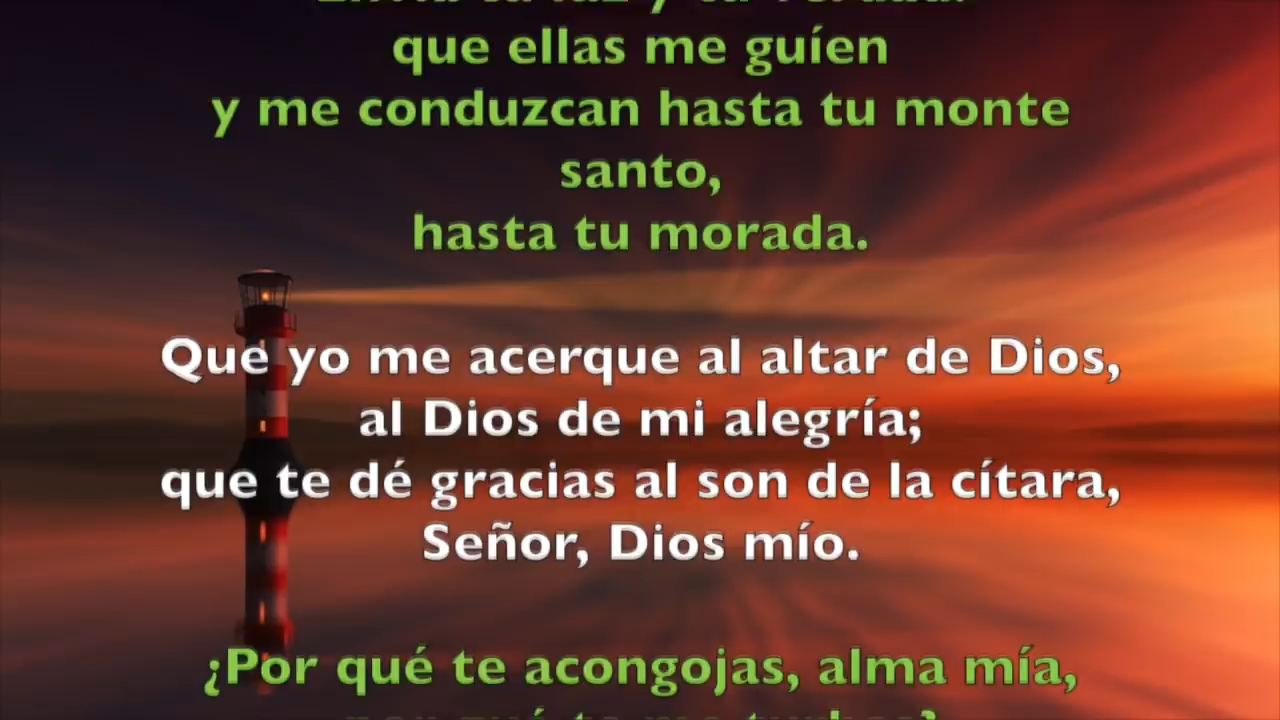 que ellas me guíen
y me conduzcan hasta tu monte
santo,
hasta tu morada.
Que yo me acerque al altar de Dios,
al Dios de mi alegría;
que te dé gracias al son de la cítara,
Señor, Dios mío.
¿Por qué te acongojas, alma mía,